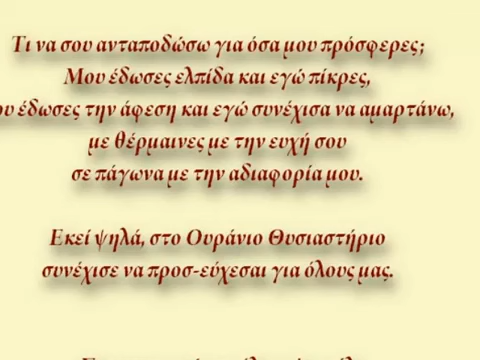 Τι να σου ανταποδώσω για όσα μου πρόσφερες;
Μου έδωσες ελπίδα και εγώ πίκρες,
έδωσες την άφεση και εγώ συνέχισα να αμαρτάνω,
με θέρμαινες με την ευχή σου
σε πάγωνα με την αδιαφορία μου.
Εκεί ψηλά, στο Ουράνιο Θυσιαστήριο
συνέχισε να προσ-εύχεσαι για όλους μας.